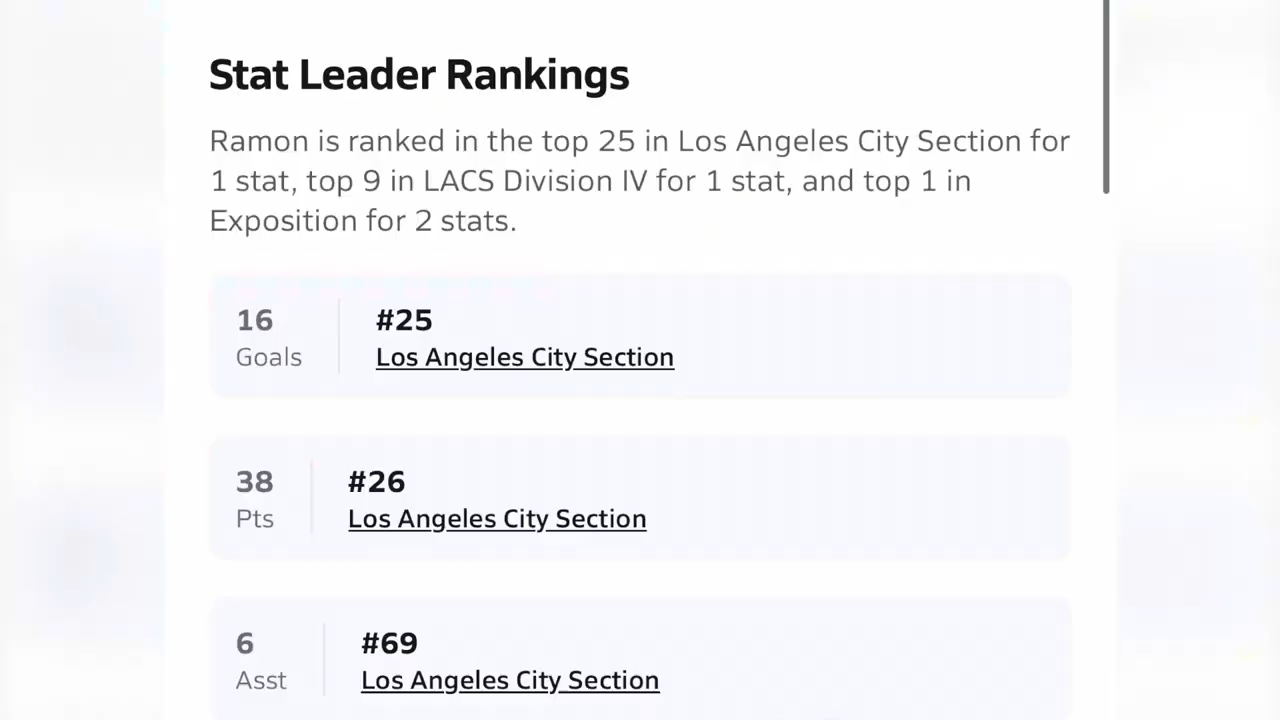 Stat Leader Rankings
Ramon is ranked in the top 25 in Los Angeles City Section for
1 stat, top 9 in LACS Division IV for 1 stat, and top 1 in
Exposition for 2 stats.
16
#25
Goals
Los Angeles City Section
38
#26
Pts
Los Angeles City Section
6
#69
Asst
Los Angeles City Section